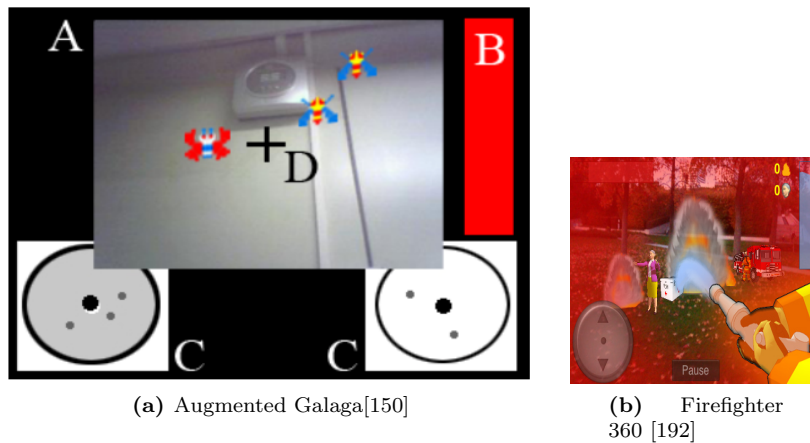 A
B
D
C
C
0
0
Pause
(a) Augmented Galaga[150]
(b) Firefighter
360 [192]